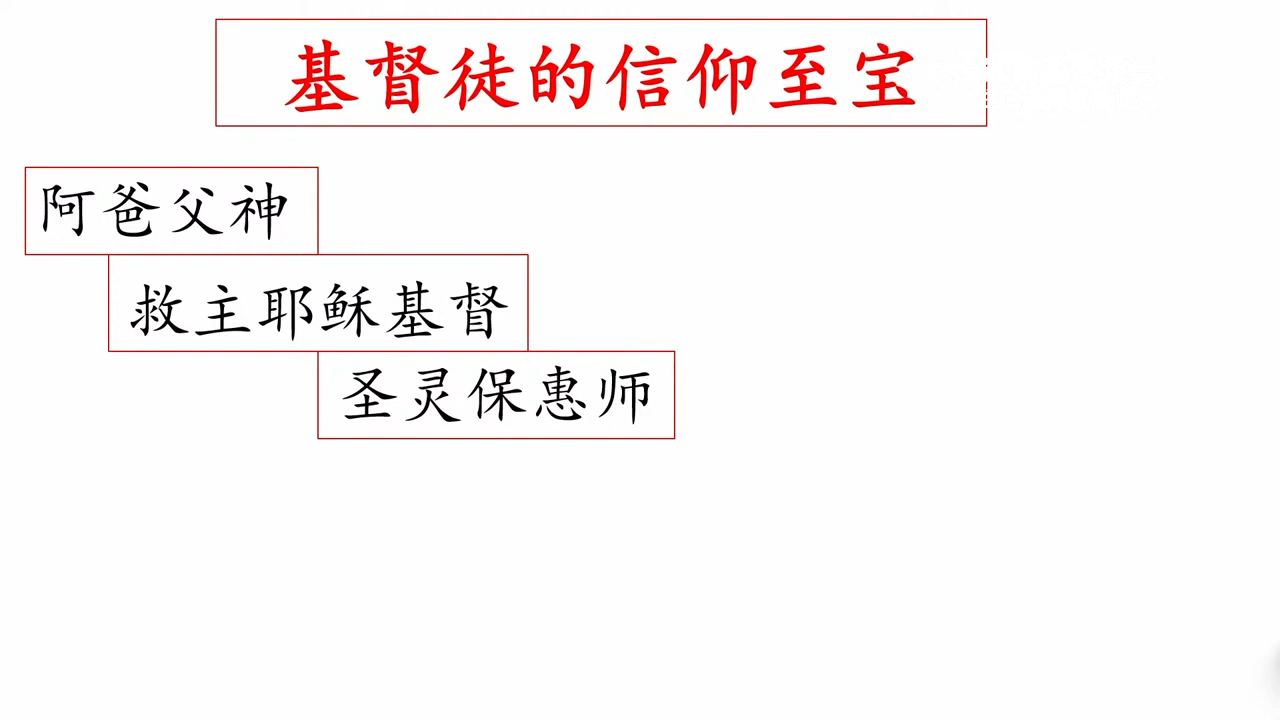 基督徒的信仰至宝
阿爸父神
救主耶稣基督
圣灵保惠师